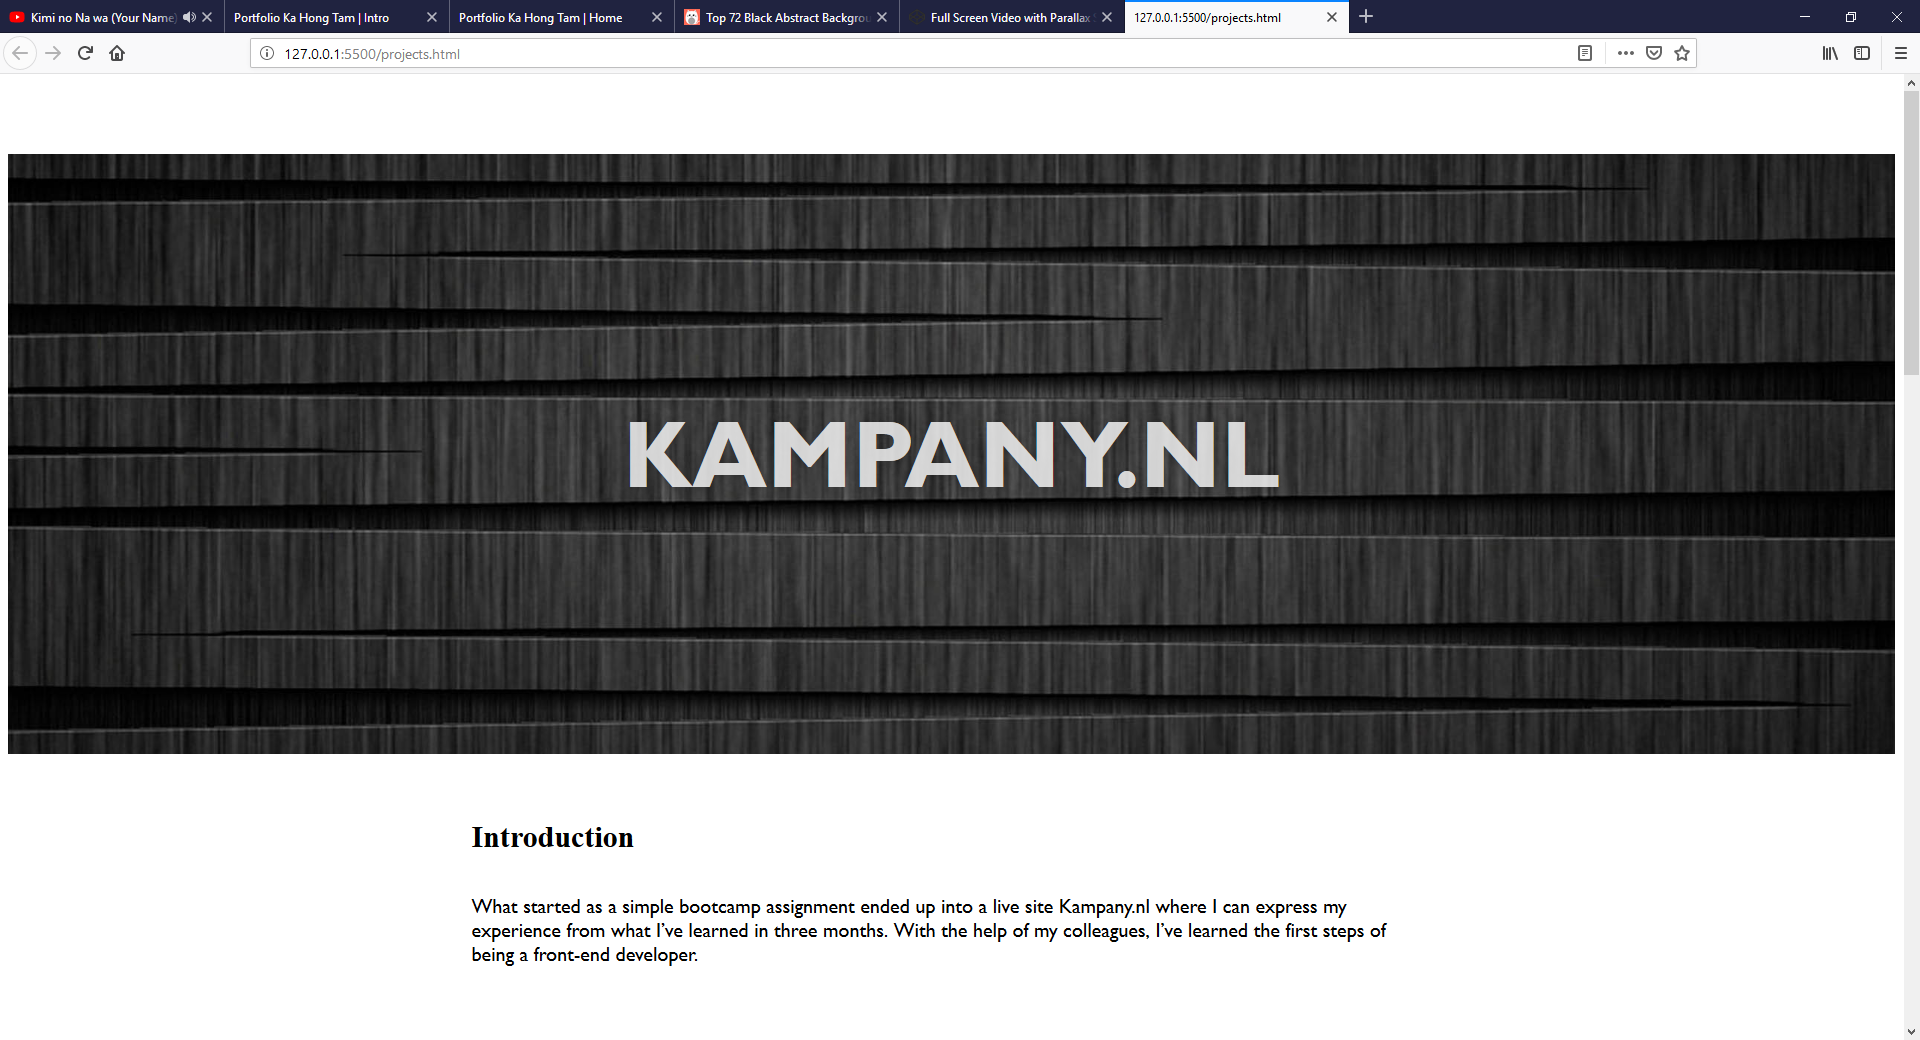 Kimi no Na wa (Your Name)
Portfolio Ka Hong Tam | Intro
Portfolio Ka Hong Tam | Home
Top 72 Black Abstract Backgrou
Full Screen Video with Parallax
127.0.0.1:5500/projects.html
127.0.0.1:5500/projects.html
KAMPANY.NL
Introduction
What started as a simple bootcamp assignment ended up into a live site Kampany.nl where I can express my
experience from what I’ve learned in three months. With the help of my colleagues, I’ve learned the first steps of
being a front-end developer.